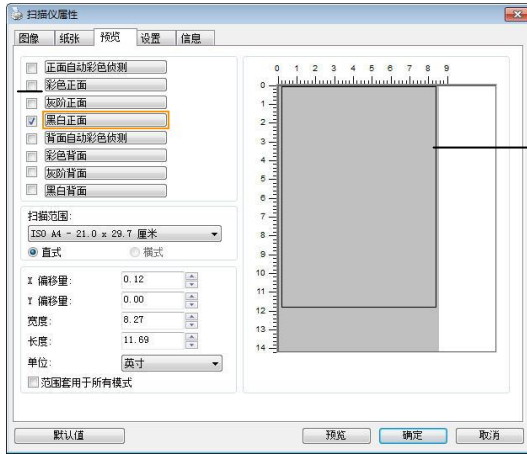 扫描仪属性
图像 纸张 预览 设置 信息
正面自动彩色侦测
彩色正面
灰阶正面
黑白正面
背面自动彩色侦测
彩色背面
灰阶背面
黑白背面
扫描范围:
ISO A4 - 21.0 x 29.7 厘米
直式 横式
X 偏移量: 0.12
Y 偏移量: 0.00
宽度: 8.27
长度: 11.69
单位: 英寸
范围套用于所有模式
0 1 2 3 4 5 6 7 8 9
0
1
2
3
4
5
6
7
8
9
10
11
12
13
14
默认值 预览 确定 取消